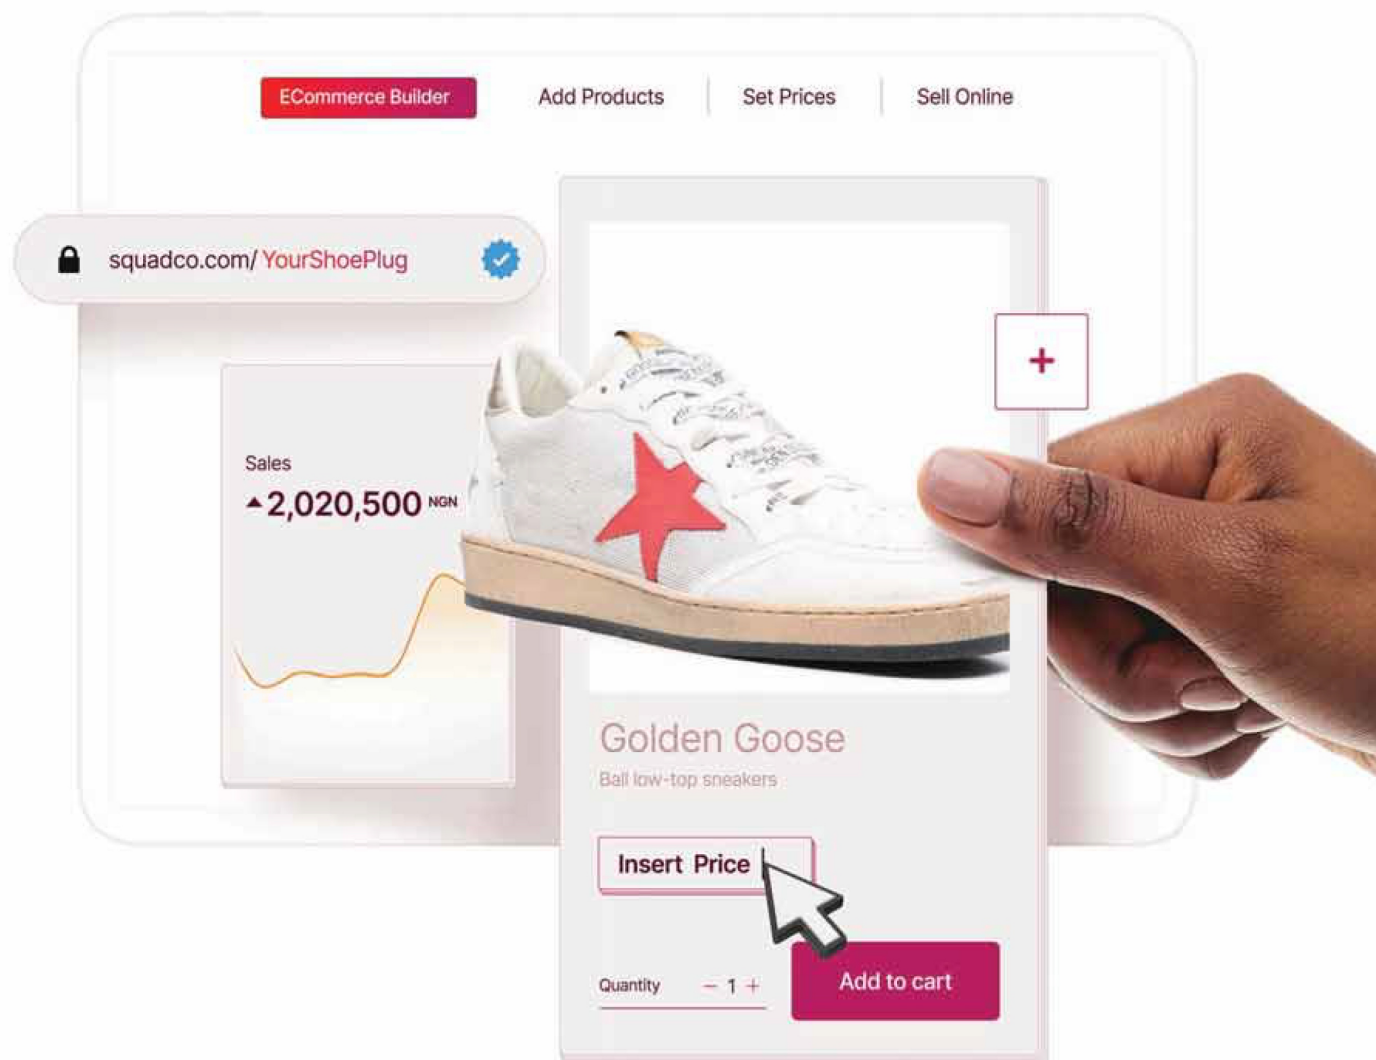 ECommerce Builder
Add Products
Set Prices
Sell Online
squadco.com/ YourShoePlug
Sales
2,020,500 NGN
Golden Goose
Ball low-top sneakers
Insert Price
Quantity
− 1 +
Add to cart